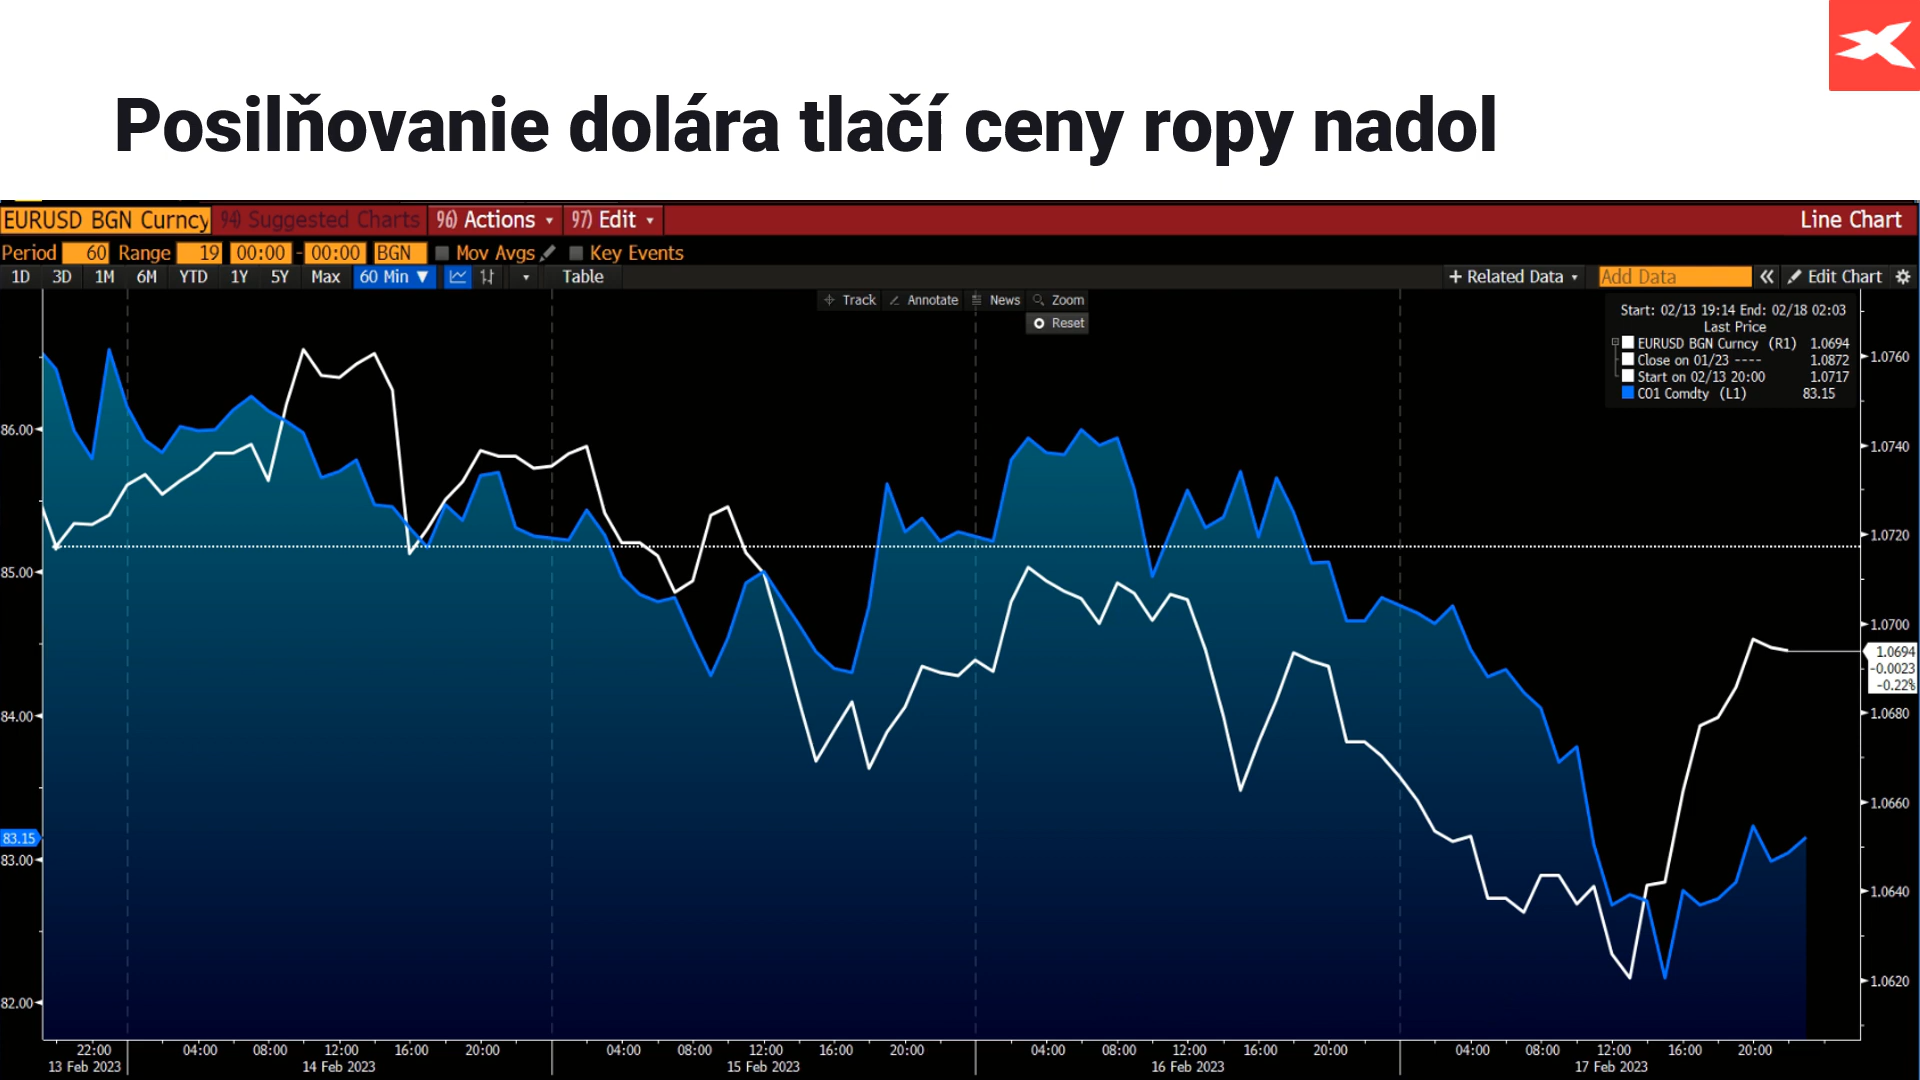 Posilňovanie dolára tlačí ceny ropy nadol
EURUSD BGN Curncy 94) Suggested Charts 96) Actions 97) Edit Line Chart
Period 60 Range 19 00:00 - 00:00 BGN Mov Avgs Key Events
1D 3D 1M 6M YTD 1Y 5Y Max 60 Min ▼ Table + Related Data Add Data « Edit Chart
Track Annotate News Zoom
Reset
Start: 02/13 19:14 End: 02/18 02:03
Last Price
EURUSD BGN Curncy (R1) 1.0694
Close on 01/23 ---- 1.0872
Start on 02/13 20:00 1.0717
CO1 Comdty (L1) 83.15
86.00
85.00
84.00
83.15
83.00
82.00
1.0760
1.0740
1.0720
1.0700
1.0694
-0.0023
-0.22%
1.0680
1.0660
1.0640
1.0620
22:00 04:00 08:00 12:00 16:00 20:00 04:00 08:00 12:00 16:00 20:00 04:00 08:00 12:00 16:00 20:00 04:00 08:00 12:00 16:00 20:00
13 Feb 2023 14 Feb 2023 15 Feb 2023 16 Feb 2023 17 Feb 2023